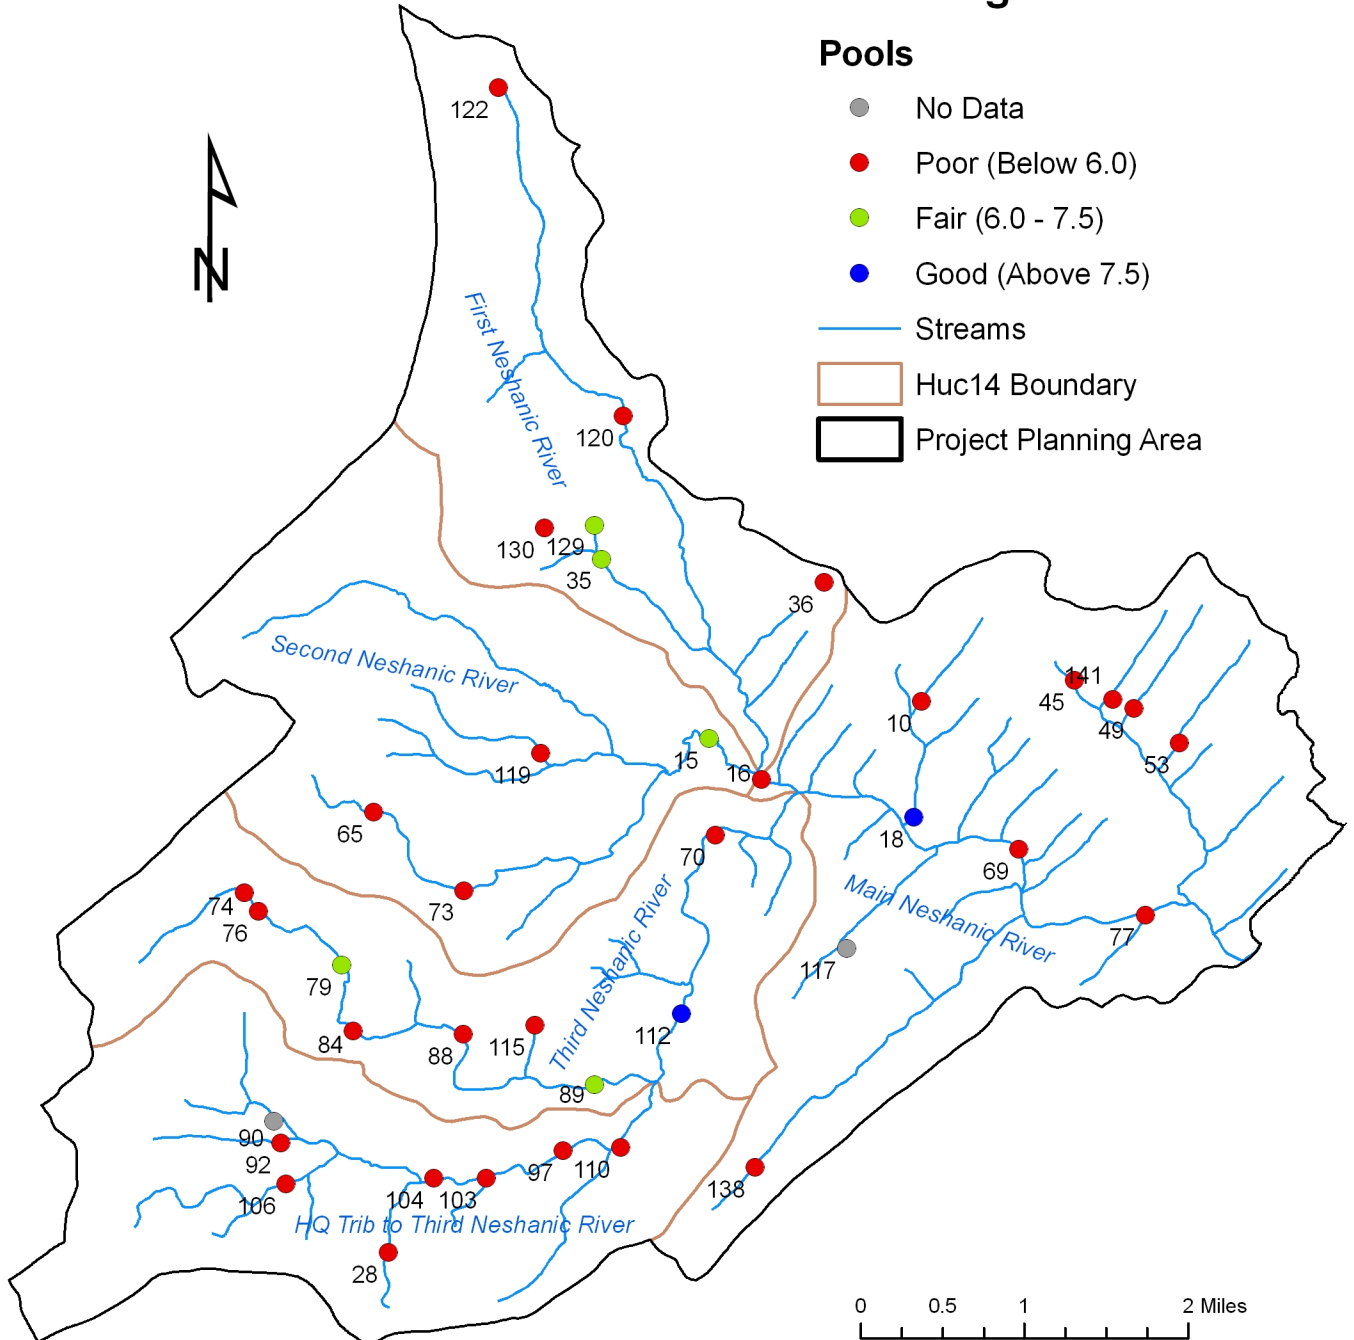 Pools
No Data
Poor (Below 6.0)
Fair (6.0 - 7.5)
Good (Above 7.5)
Streams
Huc14 Boundary
Project Planning Area
N
122
First Neshanic River
120
130
129
35
36
Second Neshanic River
141
45
10
49
15
16
53
119
65
18
70
69
Main Neshanic River
74
73
76
77
Third Neshanic River
117
79
84
88
115
112
89
90
92
97
110
104
103
138
106
HQ Trib to Third Neshanic River
28
0
0.5
1
2 Miles